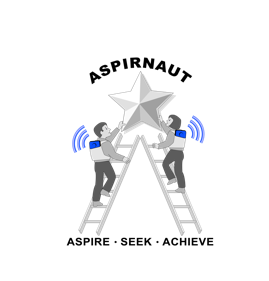 ASPIRNAUT
ASPIRE · SEEK · ACHIEVE